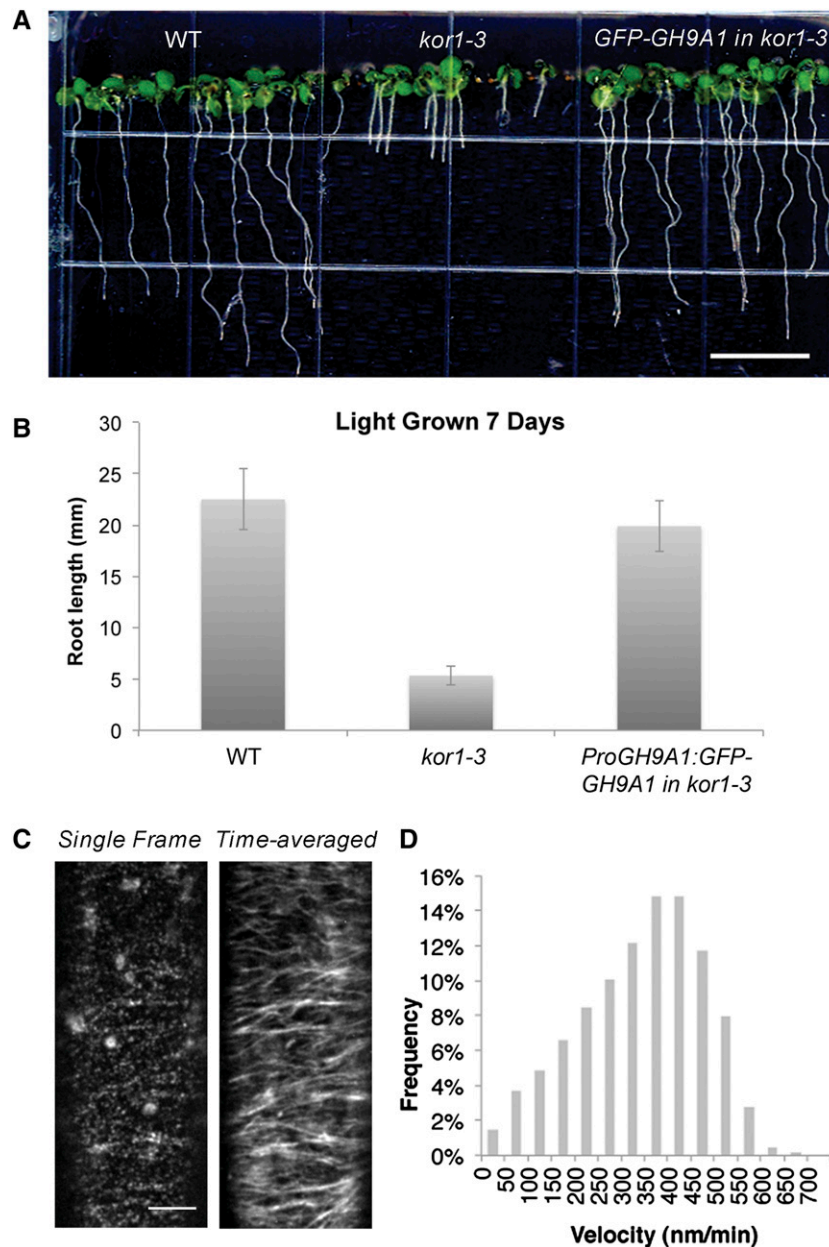 A
WT
kor1-3
GFP-GH9A1 in kor1-3
B
Light Grown 7 Days
Root length (mm)
30
25
20
15
10
5
0
WT
kor1-3
ProGH9A1:GFP-
GH9A1 in kor1-3
C
Single Frame
Time-averaged
D
Frequency
16%
14%
12%
10%
8%
6%
4%
2%
0%
0
50
100
150
200
250
300
350
400
450
500
550
600
650
700
Velocity (nm/min)